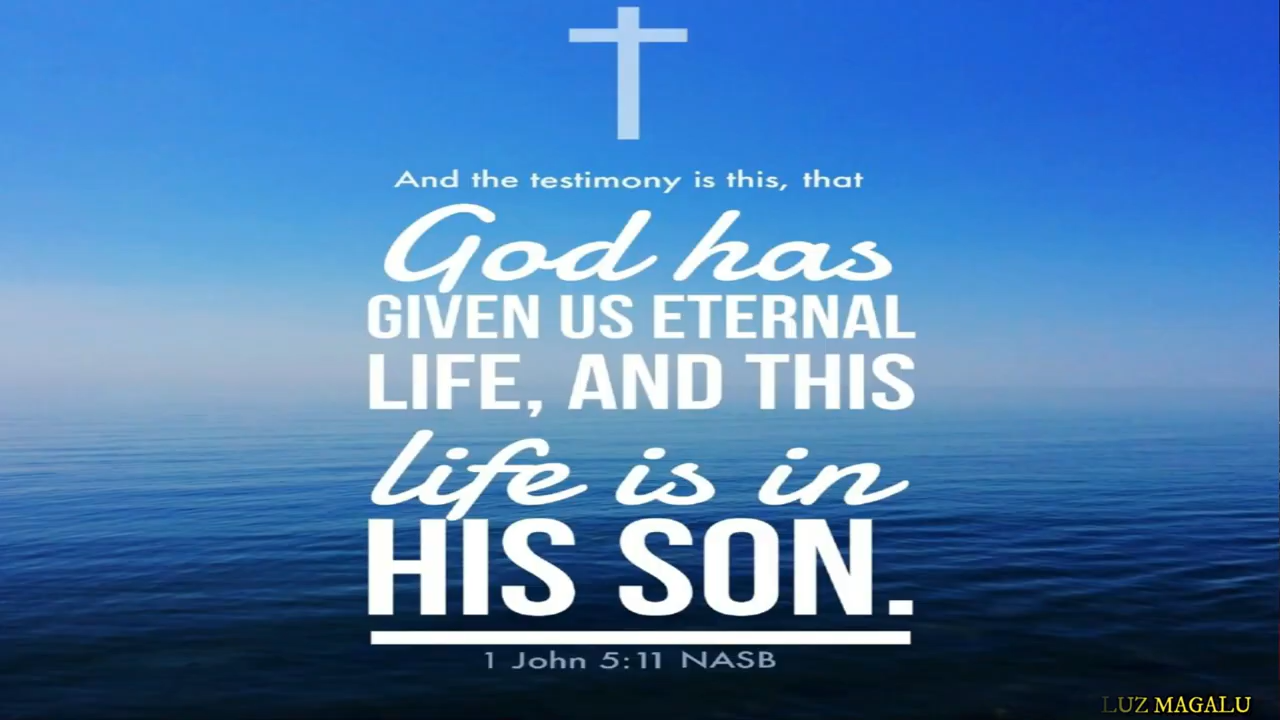 And the testimony is this, that
God has
GIVEN US ETERNAL
LIFE, AND THIS
life is in
HIS SON.
1 John 5:11 NASB
LUZ MAGALU